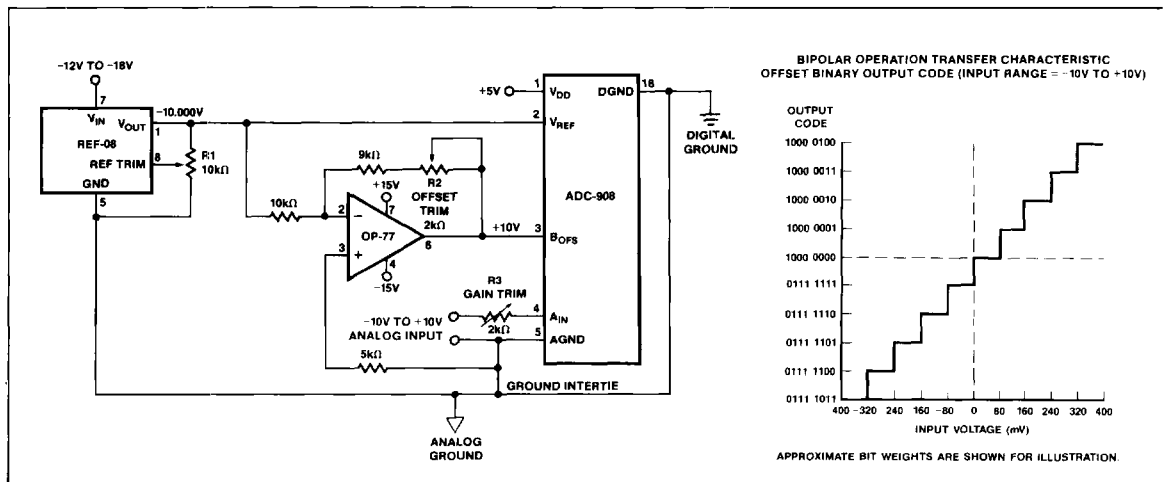 -12V TO -18V
7
V_IN
V_OUT
1
-10.000V
REF-08
REF TRIM
8
R1
10kΩ
GND
5
10kΩ
9kΩ
R2
OFFSET
TRIM
2kΩ
+15V
7
2
-
OP-77
6
3
+
4
-15V
+10V
+5V
1
V_DD
DGND
18
DIGITAL
GROUND
2
V_REF
ADC-908
3
B_OFS
R3
GAIN TRIM
2kΩ
4
A_IN
-10V TO +10V
ANALOG INPUT
5
AGND
5kΩ
GROUND INTERTIE
ANALOG
GROUND
BIPOLAR OPERATION TRANSFER CHARACTERISTIC
OFFSET BINARY OUTPUT CODE (INPUT RANGE = -10V TO +10V)
OUTPUT
CODE
1000 0100
1000 0011
1000 0010
1000 0001
1000 0000
0111 1111
0111 1110
0111 1101
0111 1100
0111 1011
400 -320 240 -160 -80 0 80 160 240 320 400
INPUT VOLTAGE (mV)
APPROXIMATE BIT WEIGHTS ARE SHOWN FOR ILLUSTRATION.